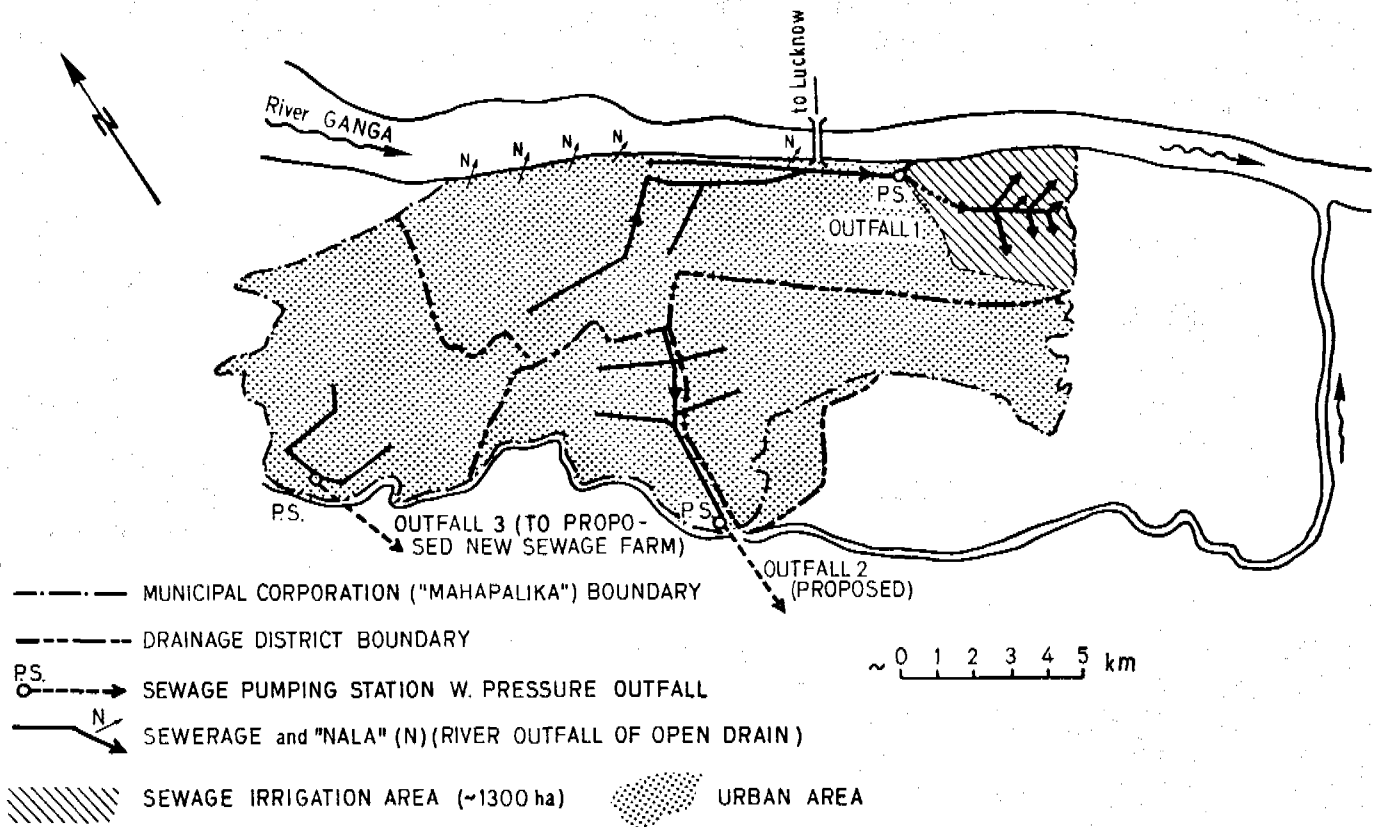 to Lucknow
N
River GANGA
N
N
N
N
N
P.S.
OUTFALL 1
P.S.
OUTFALL 3 (TO PROPO-
SED NEW SEWAGE FARM)
P.S.
OUTFALL 2
(PROPOSED)
MUNICIPAL CORPORATION ("MAHAPALIKA") BOUNDARY
DRAINAGE DISTRICT BOUNDARY
P.S.
SEWAGE PUMPING STATION W. PRESSURE OUTFALL
N
SEWERAGE and "NALA" (N) (RIVER OUTFALL OF OPEN DRAIN)
SEWAGE IRRIGATION AREA (~1300 ha)
URBAN AREA
~ 0 1 2 3 4 5 km